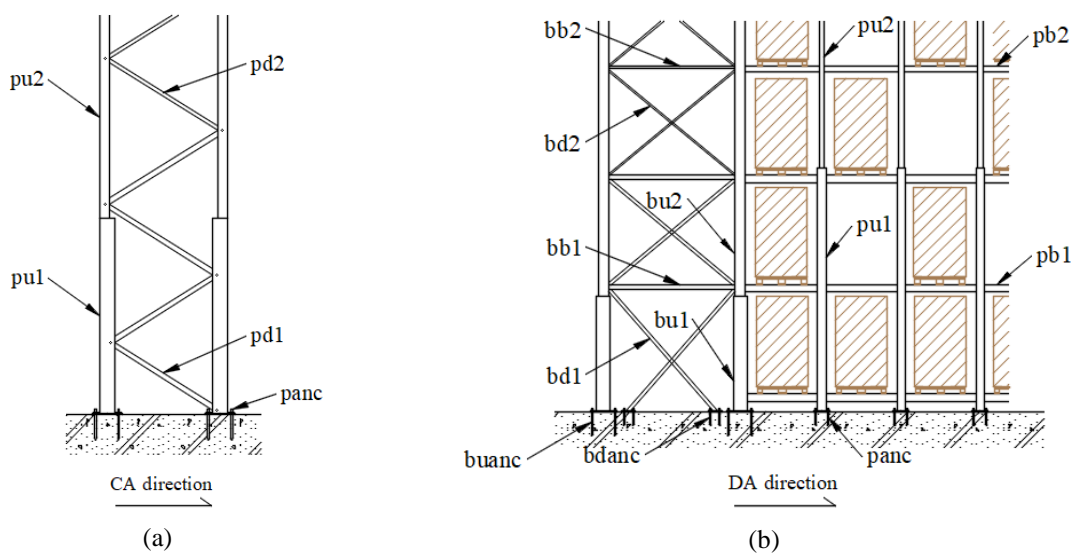 pu2
pd2
pu1
pd1
panc
CA direction
(a)
bb2
pu2
pb2
bd2
bu2
pu1
bb1
pb1
bu1
bd1
buanc
bdanc
panc
DA direction
(b)